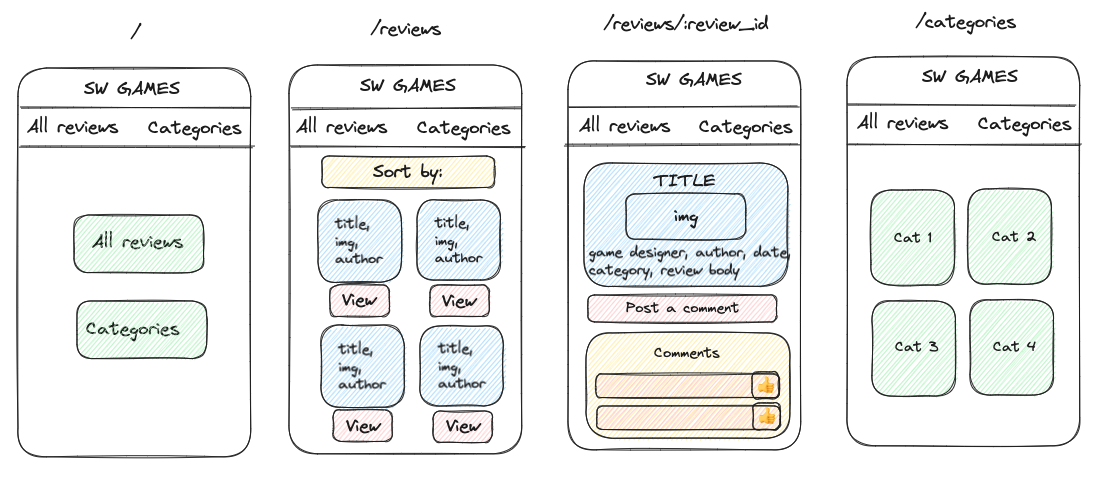 /
SW GAMES
All reviews Categories
All reviews
Categories
/reviews
SW GAMES
All reviews Categories
Sort by:
title,
img,
author
title,
img,
author
View
View
title,
img,
author
title,
img,
author
View
View
/reviews/:review_id
SW GAMES
All reviews Categories
TITLE
img
game designer, author, date,
category, review body
Post a comment
Comments
/categories
SW GAMES
All reviews Categories
Cat 1
Cat 2
Cat 3
Cat 4